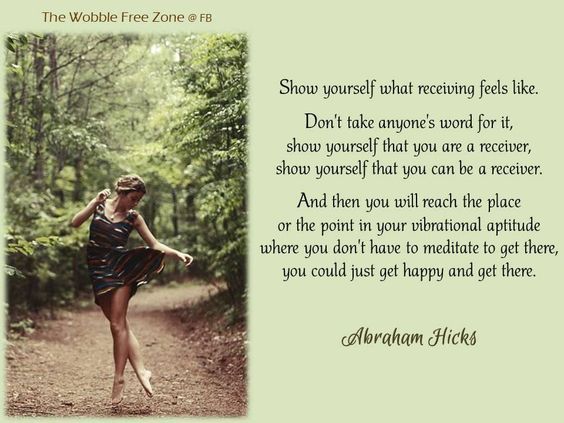 The Wobble Free Zone @ FB
Show yourself what receiving feels like.
Don't take anyone's word for it,
show yourself that you are a receiver,
show yourself that you can be a receiver.
And then you will reach the place
or the point in your vibrational aptitude
where you don't have to meditate to get there,
you could just get happy and get there.
Abraham Hicks